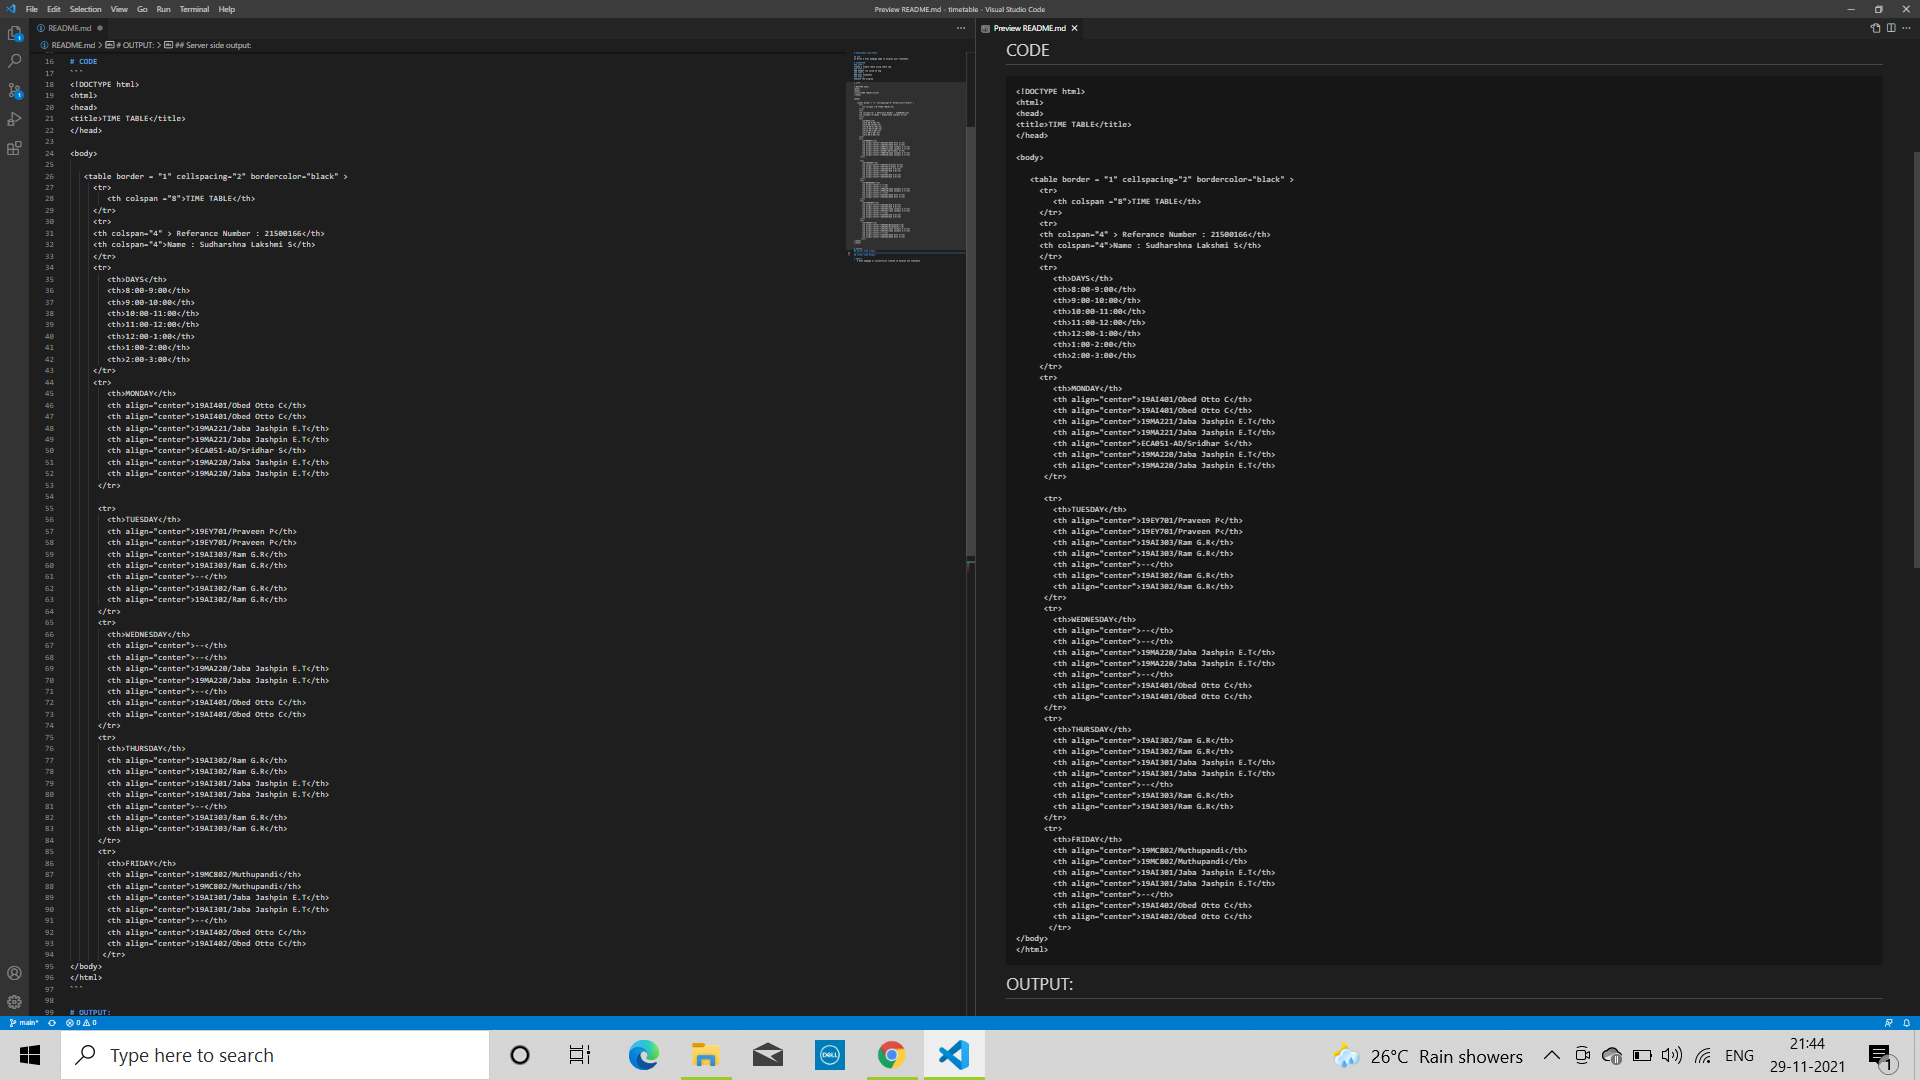 File Edit Selection View Go Run Terminal Help
Preview README.md - timetable - Visual Studio Code
README.md
README.md > # OUTPUT: > ## Server side output:
16 # CODE
17 ```
18 <!DOCTYPE html>
19 <html>
20 <head>
21 <title>TIME TABLE</title>
22 </head>
23
24 <body>
25
26 <table border = "1" cellspacing="2" bordercolor="black" >
27 <tr>
28 <th colspan ="8">TIME TABLE</th>
29 </tr>
30 <tr>
31 <th colspan="4" > Referance Number : 21500166</th>
32 <th colspan="4">Name : Sudharshna Lakshmi S</th>
33 </tr>
34 <tr>
35 <th>DAYS</th>
36 <th>8:00-9:00</th>
37 <th>9:00-10:00</th>
38 <th>10:00-11:00</th>
39 <th>11:00-12:00</th>
40 <th>12:00-1:00</th>
41 <th>1:00-2:00</th>
42 <th>2:00-3:00</th>
43 </tr>
44 <tr>
45 <th>MONDAY</th>
46 <th align="center">19AI401/Obed Otto C</th>
47 <th align="center">19AI401/Obed Otto C</th>
48 <th align="center">19MA221/Jaba Jashpin E.T</th>
49 <th align="center">19MA221/Jaba Jashpin E.T</th>
50 <th align="center">ECA051-AD/Sridhar S</th>
51 <th align="center">19MA220/Jaba Jashpin E.T</th>
52 <th align="center">19MA220/Jaba Jashpin E.T</th>
53 </tr>
54
55 <tr>
56 <th>TUESDAY</th>
57 <th align="center">19EY701/Praveen P</th>
58 <th align="center">19EY701/Praveen P</th>
59 <th align="center">19AI303/Ram G.R</th>
60 <th align="center">19AI303/Ram G.R</th>
61 <th align="center">--</th>
62 <th align="center">19AI302/Ram G.R</th>
63 <th align="center">19AI302/Ram G.R</th>
64 </tr>
65 <tr>
66 <th>WEDNESDAY</th>
67 <th align="center">--</th>
68 <th align="center">--</th>
69 <th align="center">19MA220/Jaba Jashpin E.T</th>
70 <th align="center">19MA220/Jaba Jashpin E.T</th>
71 <th align="center">--</th>
72 <th align="center">19AI401/Obed Otto C</th>
73 <th align="center">19AI401/Obed Otto C</th>
74 </tr>
75 <tr>
76 <th>THURSDAY</th>
77 <th align="center">19AI302/Ram G.R</th>
78 <th align="center">19AI302/Ram G.R</th>
79 <th align="center">19AI301/Jaba Jashpin E.T</th>
80 <th align="center">19AI301/Jaba Jashpin E.T</th>
81 <th align="center">--</th>
82 <th align="center">19AI303/Ram G.R</th>
83 <th align="center">19AI303/Ram G.R</th>
84 </tr>
85 <tr>
86 <th>FRIDAY</th>
87 <th align="center">19MC802/Muthupandi</th>
88 <th align="center">19MC802/Muthupandi</th>
89 <th align="center">19AI301/Jaba Jashpin E.T</th>
90 <th align="center">19AI301/Jaba Jashpin E.T</th>
91 <th align="center">--</th>
92 <th align="center">19AI402/Obed Otto C</th>
93 <th align="center">19AI402/Obed Otto C</th>
94 </tr>
95 </body>
96 </html>
97 ```
98
99 # OUTPUT:
Preview README.md
CODE
<!DOCTYPE html>
<html>
<head>
<title>TIME TABLE</title>
</head>
<body>
<table border = "1" cellspacing="2" bordercolor="black" >
<tr>
<th colspan ="8">TIME TABLE</th>
</tr>
<tr>
<th colspan="4" > Referance Number : 21500166</th>
<th colspan="4">Name : Sudharshna Lakshmi S</th>
</tr>
<tr>
<th>DAYS</th>
<th>8:00-9:00</th>
<th>9:00-10:00</th>
<th>10:00-11:00</th>
<th>11:00-12:00</th>
<th>12:00-1:00</th>
<th>1:00-2:00</th>
<th>2:00-3:00</th>
</tr>
<tr>
<th>MONDAY</th>
<th align="center">19AI401/Obed Otto C</th>
<th align="center">19AI401/Obed Otto C</th>
<th align="center">19MA221/Jaba Jashpin E.T</th>
<th align="center">19MA221/Jaba Jashpin E.T</th>
<th align="center">ECA051-AD/Sridhar S</th>
<th align="center">19MA220/Jaba Jashpin E.T</th>
<th align="center">19MA220/Jaba Jashpin E.T</th>
</tr>
<tr>
<th>TUESDAY</th>
<th align="center">19EY701/Praveen P</th>
<th align="center">19EY701/Praveen P</th>
<th align="center">19AI303/Ram G.R</th>
<th align="center">19AI303/Ram G.R</th>
<th align="center">--</th>
<th align="center">19AI302/Ram G.R</th>
<th align="center">19AI302/Ram G.R</th>
</tr>
<tr>
<th>WEDNESDAY</th>
<th align="center">--</th>
<th align="center">--</th>
<th align="center">19MA220/Jaba Jashpin E.T</th>
<th align="center">19MA220/Jaba Jashpin E.T</th>
<th align="center">--</th>
<th align="center">19AI401/Obed Otto C</th>
<th align="center">19AI401/Obed Otto C</th>
</tr>
<tr>
<th>THURSDAY</th>
<th align="center">19AI302/Ram G.R</th>
<th align="center">19AI302/Ram G.R</th>
<th align="center">19AI301/Jaba Jashpin E.T</th>
<th align="center">19AI301/Jaba Jashpin E.T</th>
<th align="center">--</th>
<th align="center">19AI303/Ram G.R</th>
<th align="center">19AI303/Ram G.R</th>
</tr>
<tr>
<th>FRIDAY</th>
<th align="center">19MC802/Muthupandi</th>
<th align="center">19MC802/Muthupandi</th>
<th align="center">19AI301/Jaba Jashpin E.T</th>
<th align="center">19AI301/Jaba Jashpin E.T</th>
<th align="center">--</th>
<th align="center">19AI402/Obed Otto C</th>
<th align="center">19AI402/Obed Otto C</th>
</tr>
</body>
</html>
OUTPUT:
main* 0 0
Type here to search
DELL
26°C Rain showers
ENG
21:44
29-11-2021
1